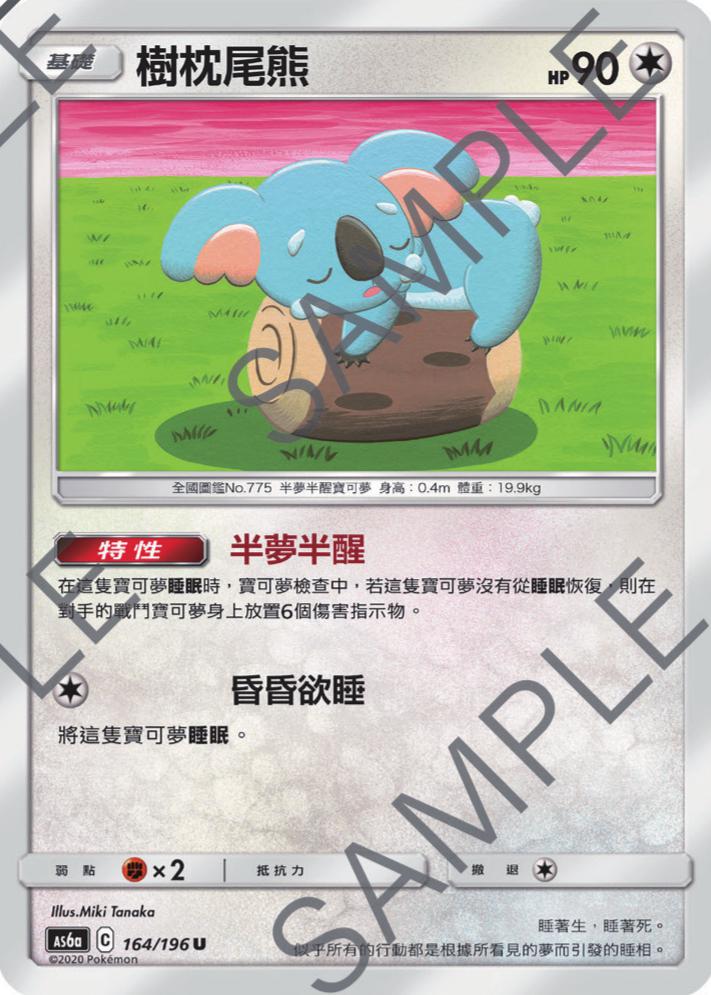 基礎 樹枕尾熊 HP 90
全國圖鑑No.775 半夢半醒寶可夢 身高：0.4m 體重：19.9kg
特性 半夢半醒
在這隻寶可夢睡眠時，寶可夢檢查中，若這隻寶可夢沒有從睡眠恢復，則在
對手的戰鬥寶可夢身上放置6個傷害指示物。
昏昏欲睡
將這隻寶可夢睡眠。
弱點 ×2 抵抗力 撤退
Illus.Miki Tanaka
AS6a C 164/196 U
©2020 Pokémon
睡著生，睡著死。
似乎所有的行動都是根據所看見的夢而引發的睡相。
SAMPLE
SAMPLE
LE
LE